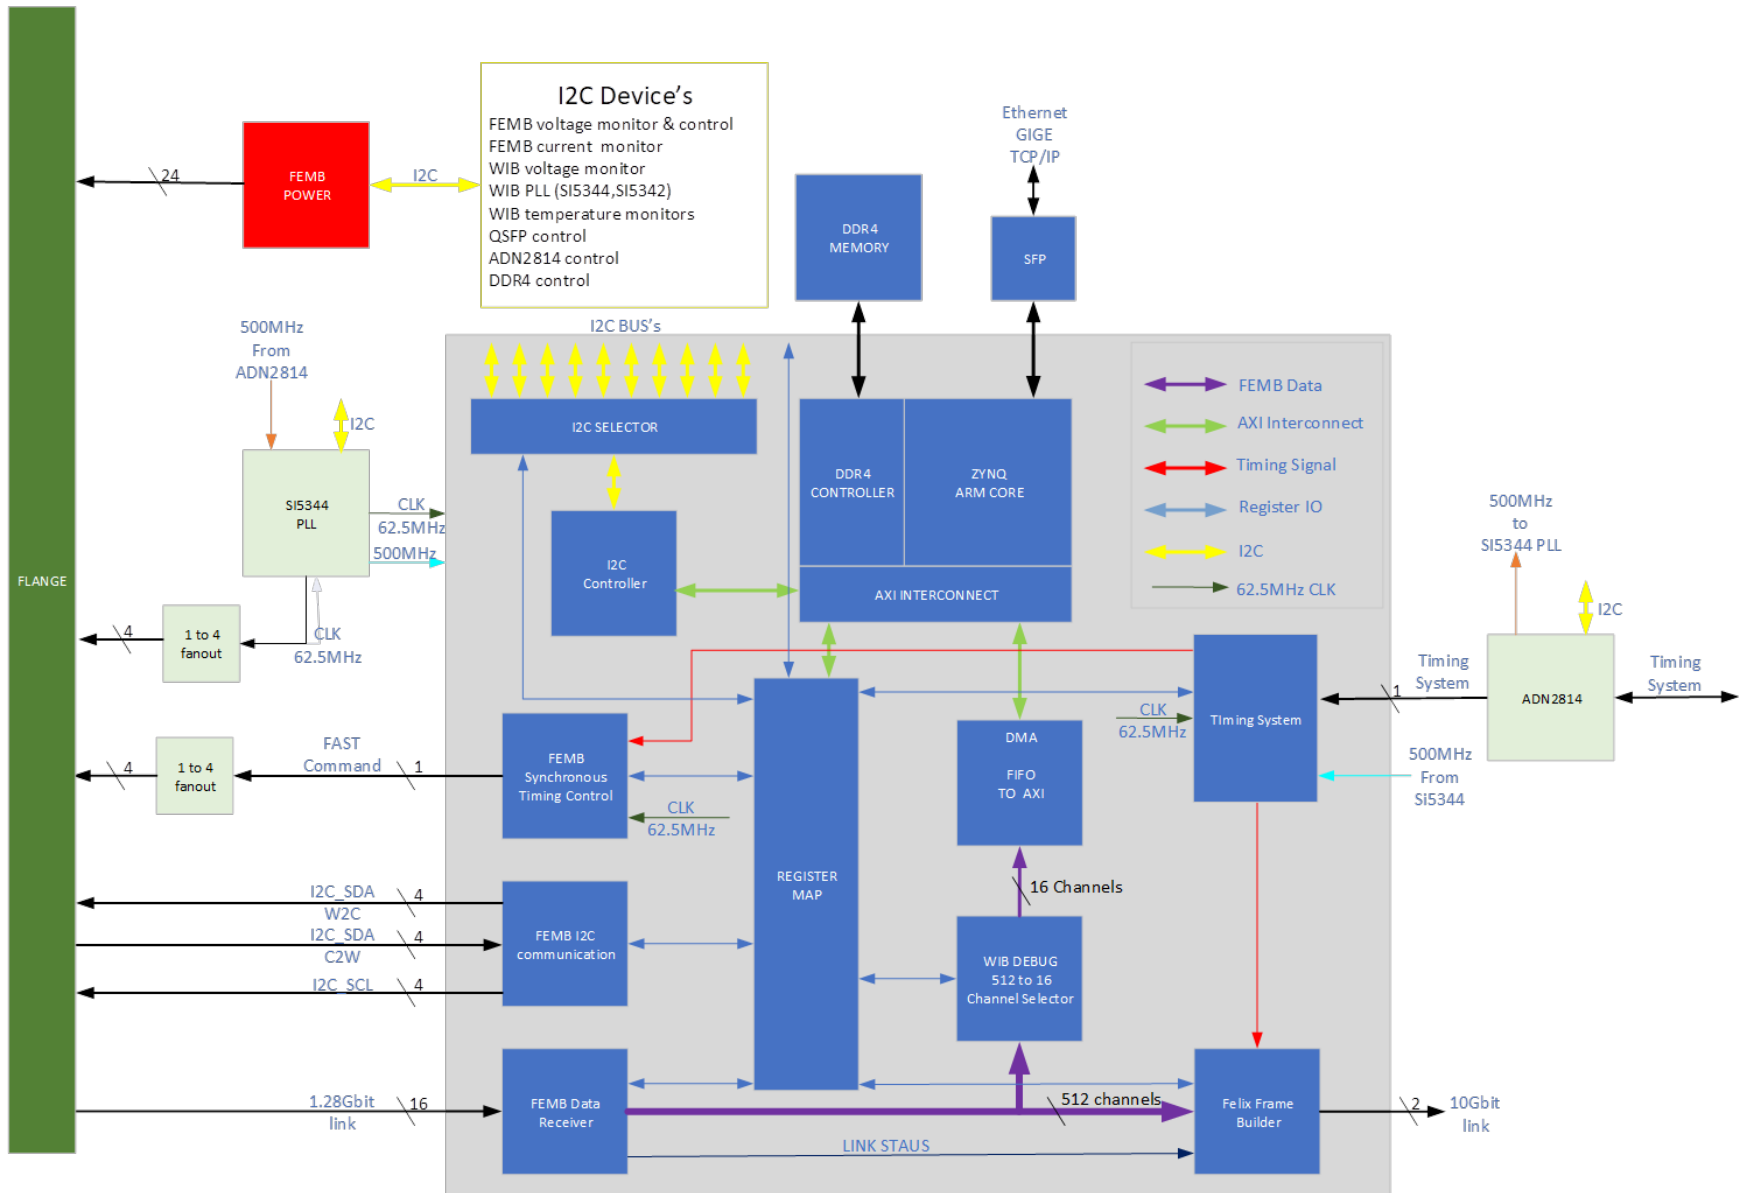 I2C Device's
FEMB voltage monitor & control
FEMB current  monitor
WIB voltage monitor
WIB PLL (SI5344,SI5342)
WIB temperature monitors
QSFP control
ADN2814 control
DDR4 control
FEMB
POWER
24
I2C
Ethernet
GIGE
TCP/IP
DDR4
MEMORY
SFP
I2C BUS's
500MHz
From
ADN2814
I2C
SI5344
PLL
CLK
62.5MHz
500MHz
FLANGE
4
1 to 4
fanout
CLK
62.5MHz
I2C SELECTOR
I2C
Controller
DDR4
CONTROLLER
ZYNQ
ARM CORE
AXI INTERCONNECT
FEMB Data
AXI Interconnect
Timing Signal
Register IO
I2C
62.5MHz CLK
500MHz
to
SI5344 PLL
I2C
Timing
System
1
ADN2814
Timing
System
500MHz
From
Si5344
TIming System
CLK
62.5MHz
4
1 to 4
fanout
FAST
Command
1
FEMB
Synchronous
Timing Control
CLK
62.5MHz
DMA
FIFO
TO  AXI
16 Channels
REGISTER
MAP
WIB DEBUG
512 to 16
Channel Selector
I2C_SDA
W2C
4
I2C_SDA
C2W
4
I2C_SCL
4
FEMB I2C
communication
1.28Gbit
link
16
FEMB Data
Receiver
512 channels
LINK STAUS
Felix Frame
Builder
2
10Gbit
link